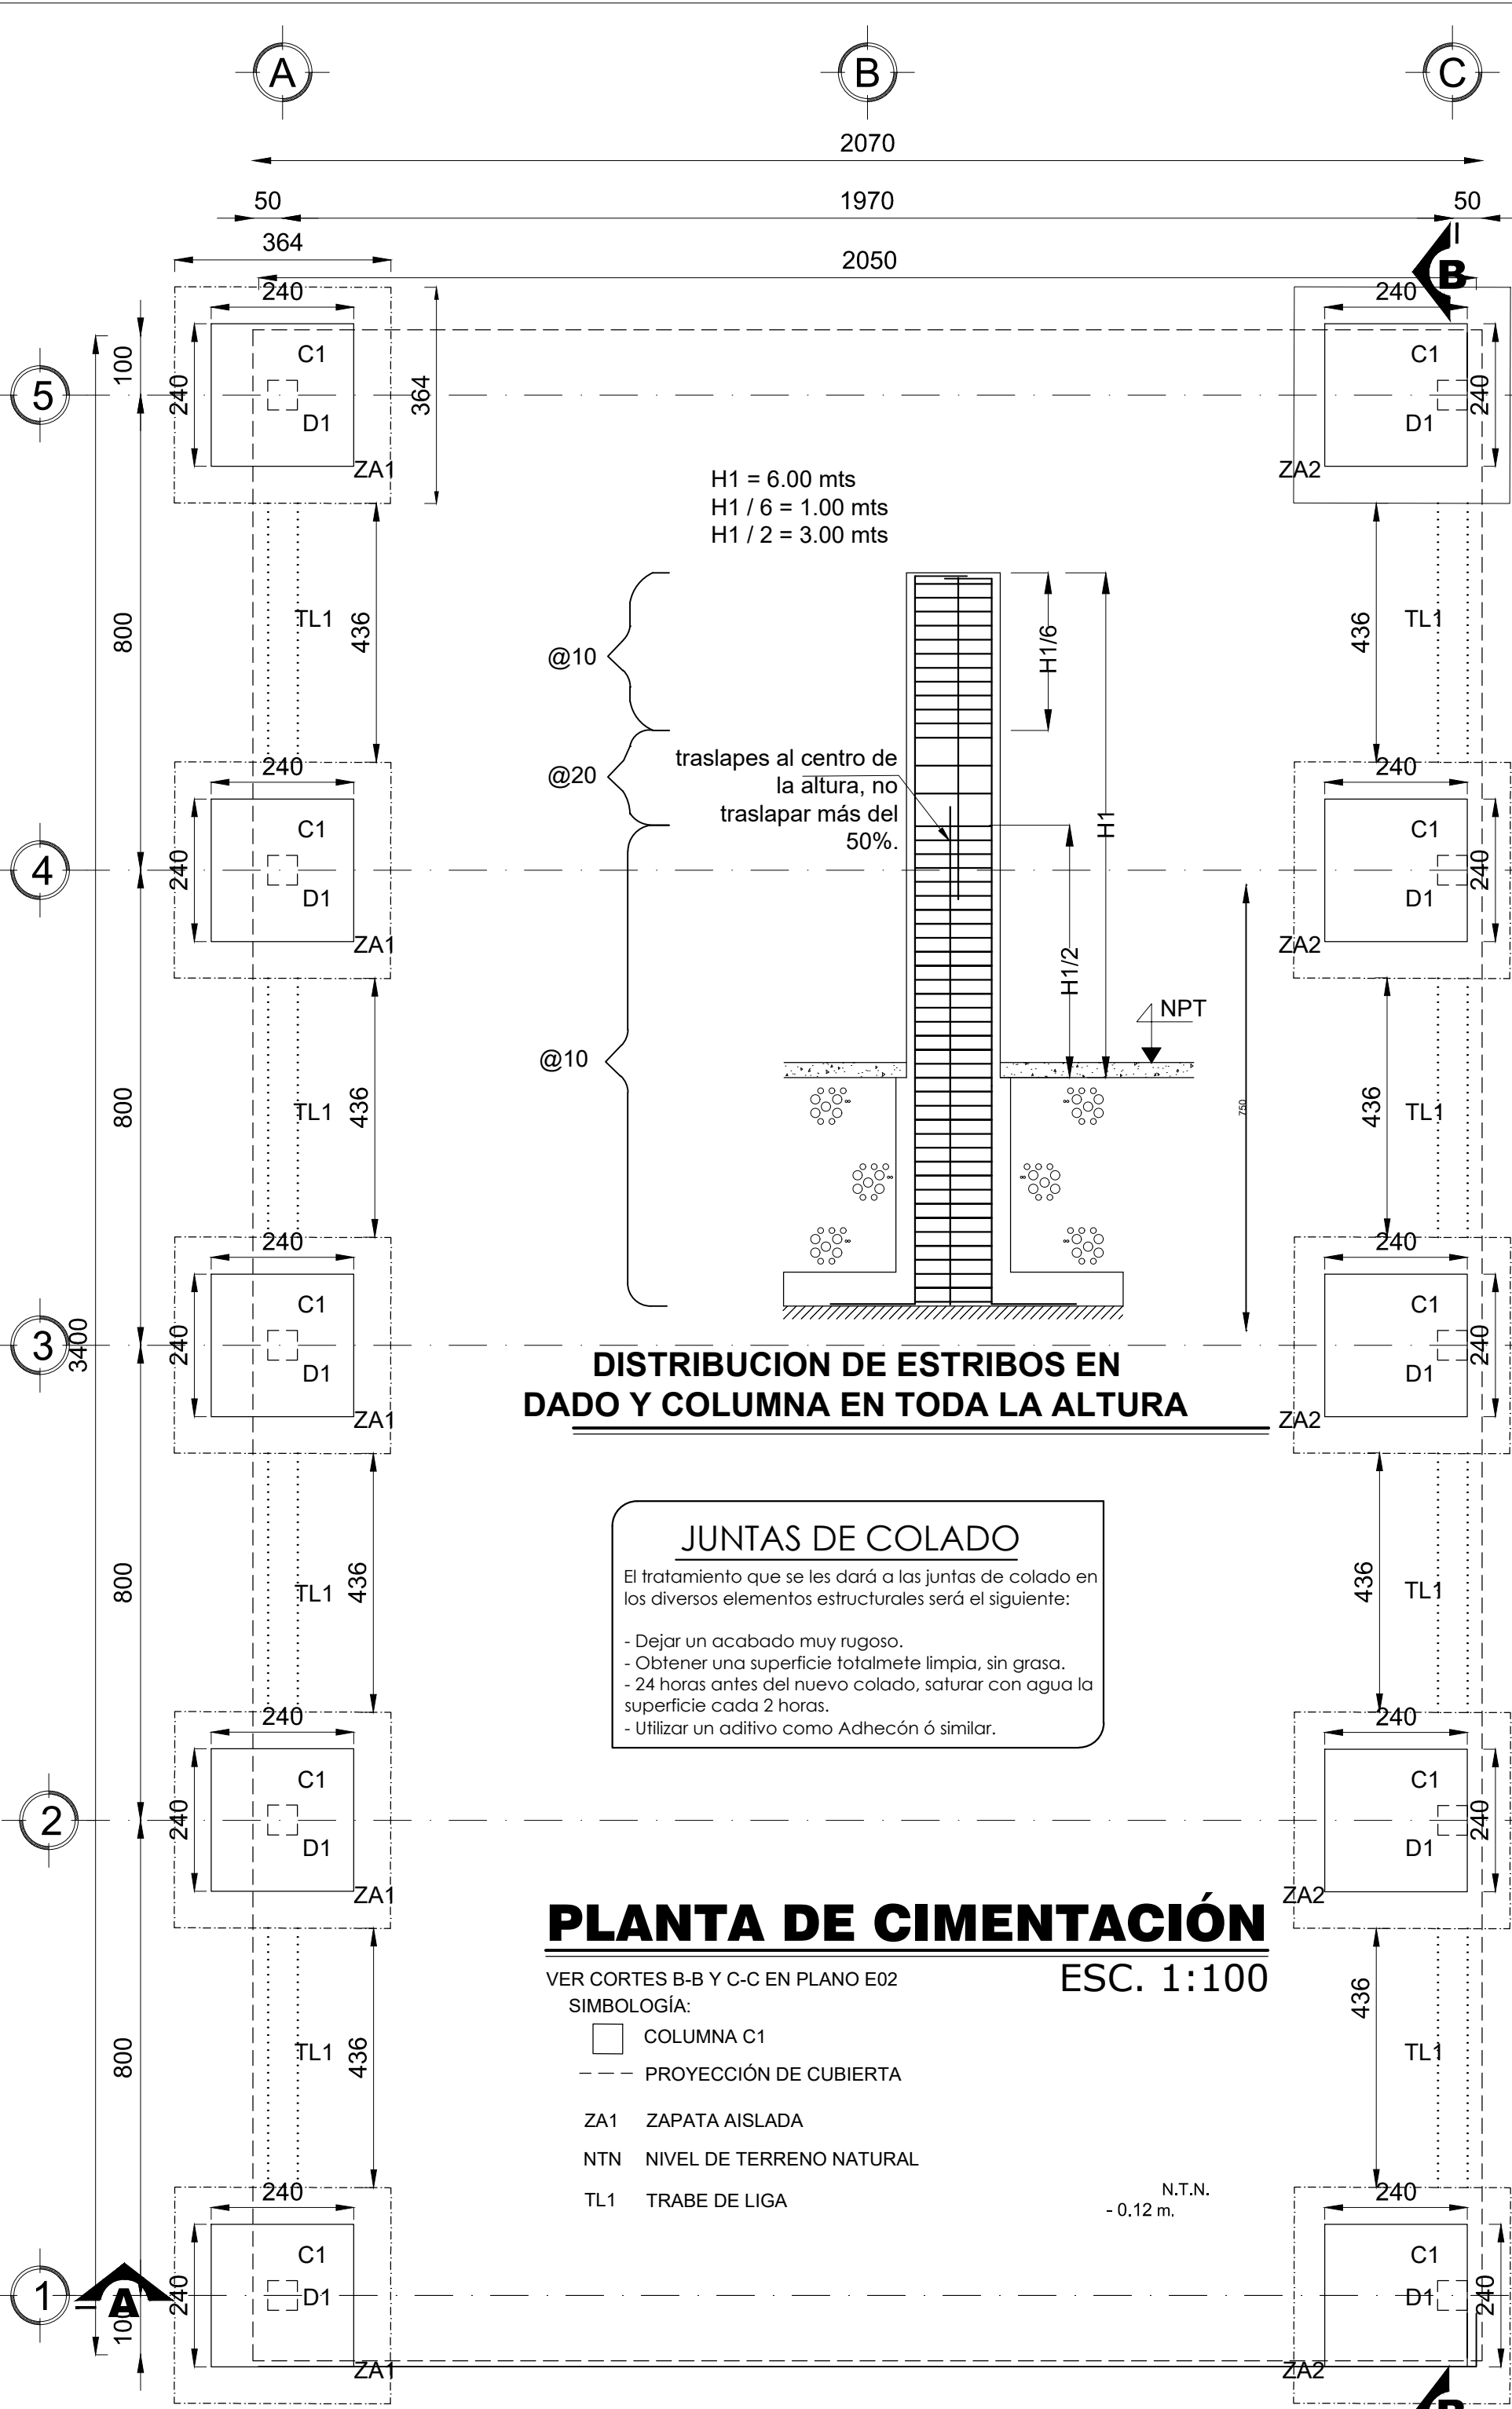 A B C
2070
50 1970 50
364 2050 B
240 240
5 100 240 C1 D1 ZA1 364
C1 D1 ZA2 240
H1 = 6.00 mts
H1 / 6 = 1.00 mts
H1 / 2 = 3.00 mts
800 TL1 436
436 TL1
@10
H1/6
@20
traslapes al centro de
la altura, no
traslapar más del
50%.
H1
H1/2
240 240
4 240 C1 D1 ZA1
C1 D1 ZA2 240
NPT
@10
750
800 TL1 436
436 TL1
240 240
3 3400 240 C1 D1 ZA1
C1 D1 ZA2 240
DISTRIBUCION DE ESTRIBOS EN
DADO Y COLUMNA EN TODA LA ALTURA
JUNTAS DE COLADO
El tratamiento que se les dará a las juntas de colado en
los diversos elementos estructurales será el siguiente:
- Dejar un acabado muy rugoso.
- Obtener una superficie totalmete limpia, sin grasa.
- 24 horas antes del nuevo colado, saturar con agua la
superficie cada 2 horas.
- Utilizar un aditivo como Adhecón ó similar.
800 TL1 436
436 TL1
240 240
2 240 C1 D1 ZA1
C1 D1 ZA2 240
PLANTA DE CIMENTACIÓN
ESC. 1:100
VER CORTES B-B Y C-C EN PLANO E02
SIMBOLOGÍA:
COLUMNA C1
PROYECCIÓN DE CUBIERTA
ZA1 ZAPATA AISLADA
NTN NIVEL DE TERRENO NATURAL
TL1 TRABE DE LIGA
N.T.N.
- 0.12 m.
800 TL1 436
436 TL1
240 240
1 A 100 240 C1 D1 ZA1
C1 D1 ZA2 240
B